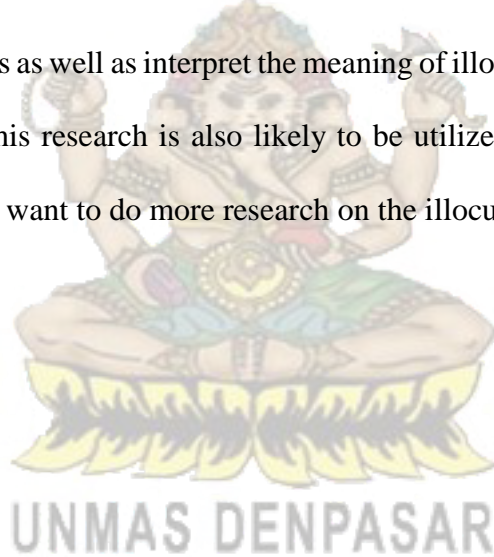 s as well as interpret the meaning of illo
his research is also likely to be utilize
want to do more research on the illocu
UNMAS DENPASAR